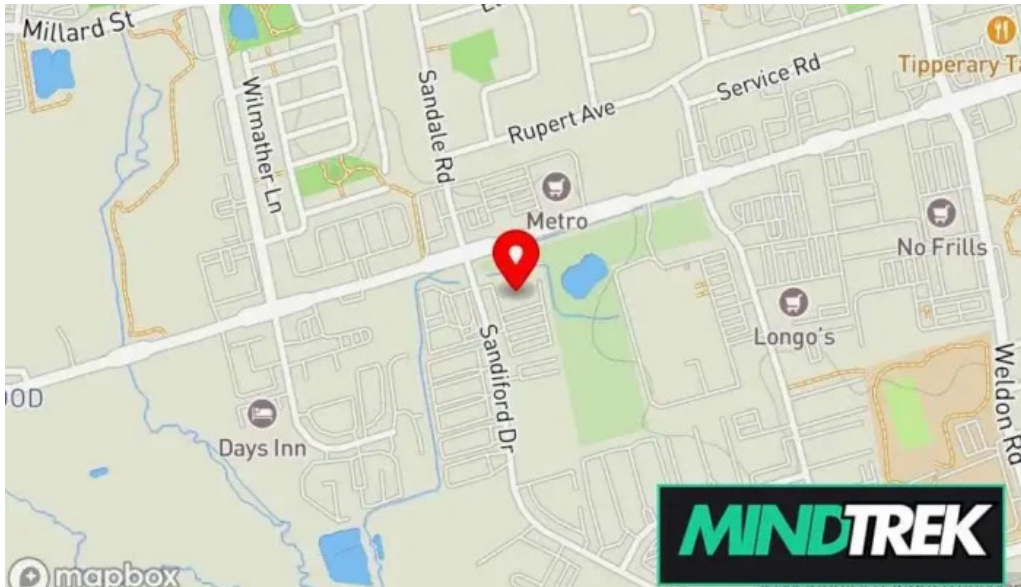 Millard St
Wilmather Ln
Sandale Rd
Rupert Ave
Service Rd
Tipperary Ta
Metro
No Frills
Longo's
Sandiford Dr
Weldon Rd
OOD
Days Inn
MINDTREK
mapbox